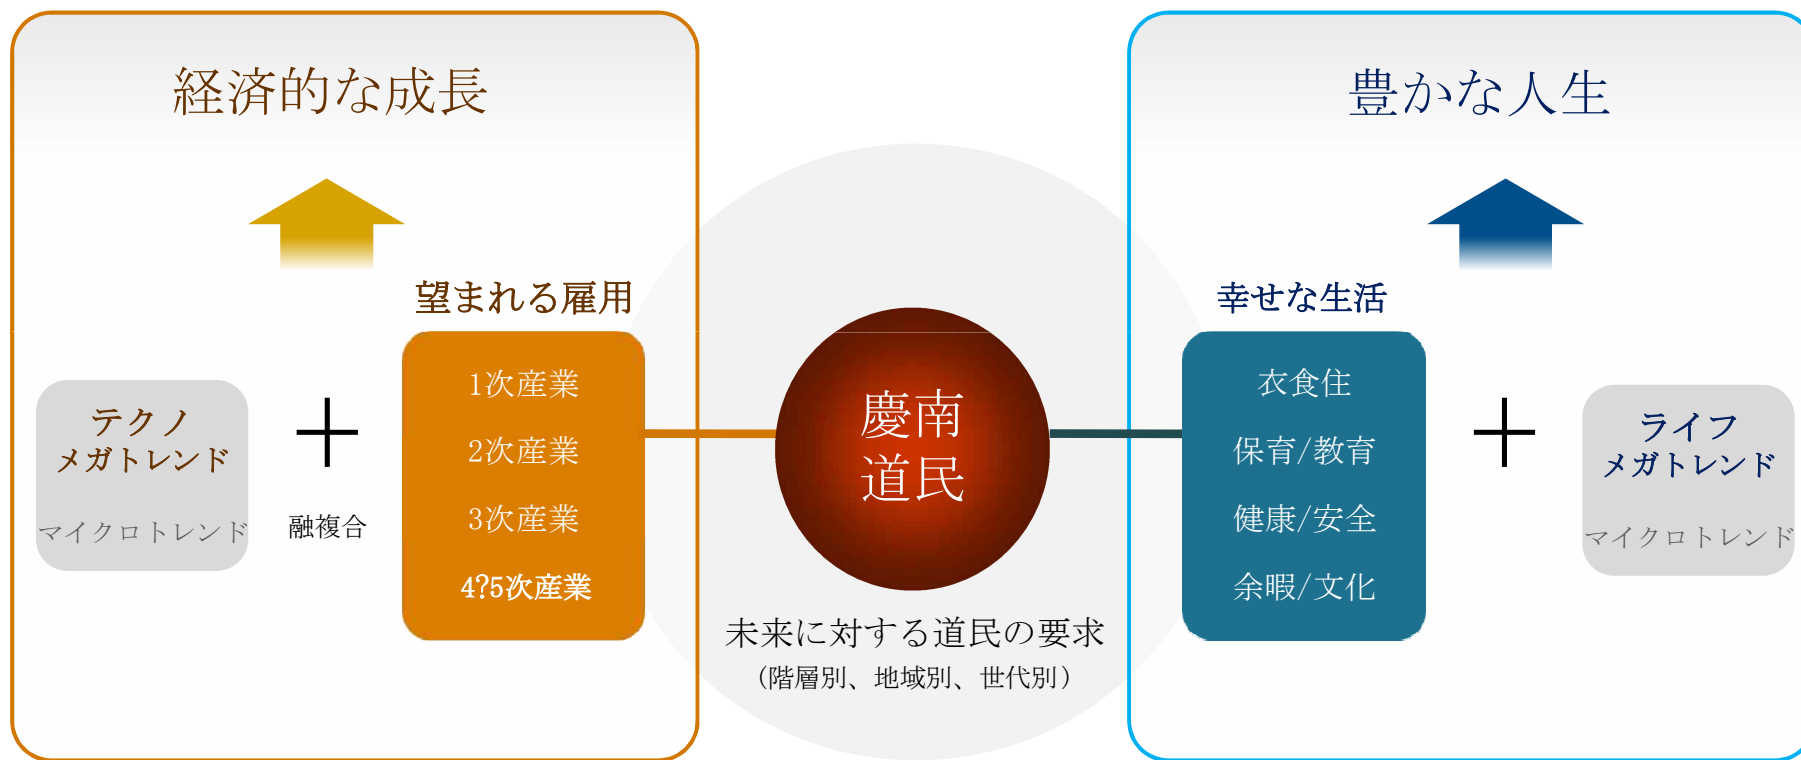 経済的な成長
望まれる雇用
テクノ
メガトレンド
マイクロトレンド
融複合
1次産業
2次産業
3次産業
4?5次産業
慶南
道民
未来に対する道民の要求
（階層別、地域別、世代別）
豊かな人生
幸せな生活
衣食住
保育/教育
健康/安全
余暇/文化
ライフ
メガトレンド
マイクロトレンド